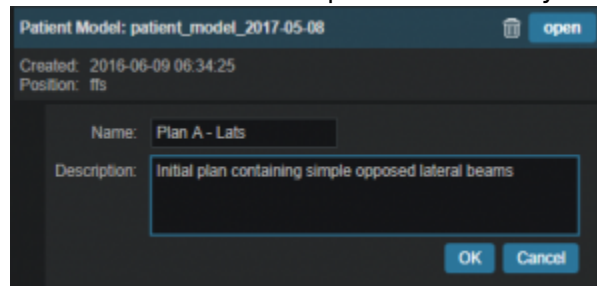 Patient Model: patient_model_2017-05-08 open
Created: 2016-06-09 06:34:25
Position: ffs
Name: Plan A - Lats
Description: Initial plan containing simple opposed lateral beams
OK Cancel